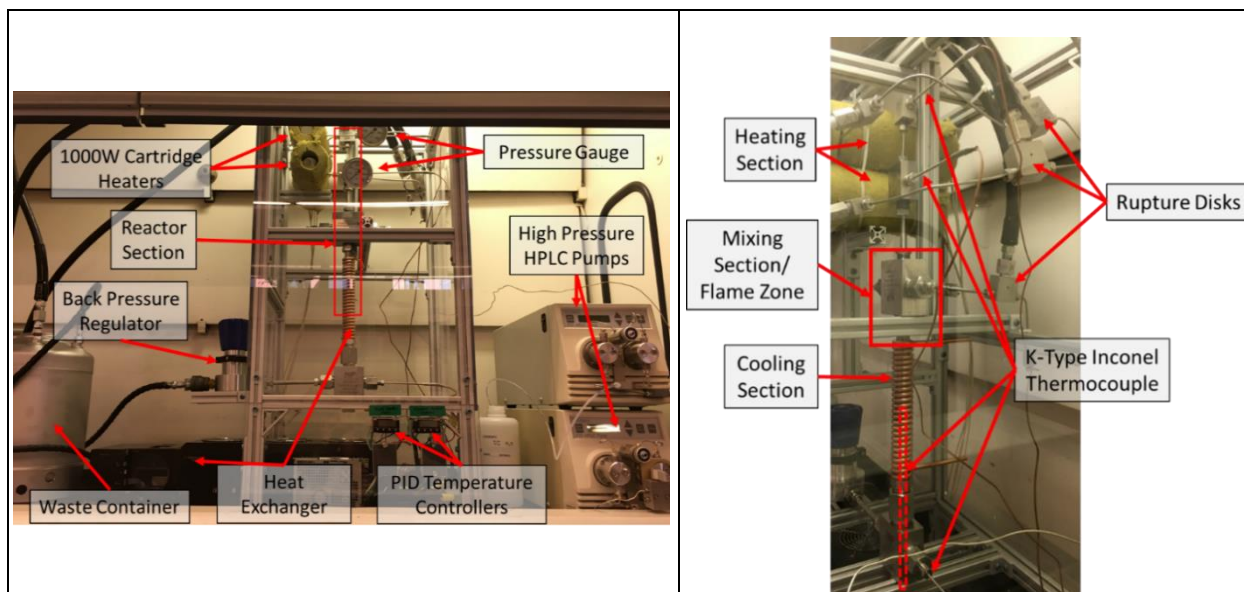 1000W Cartridge
Heaters
Pressure Gauge
Reactor
Section
High Pressure
HPLC Pumps
Back Pressure
Regulator
Waste Container
Heat
Exchanger
PID Temperature
Controllers
Heating
Section
Rupture Disks
Mixing
Section/
Flame Zone
Cooling
Section
K-Type Inconel
Thermocouple